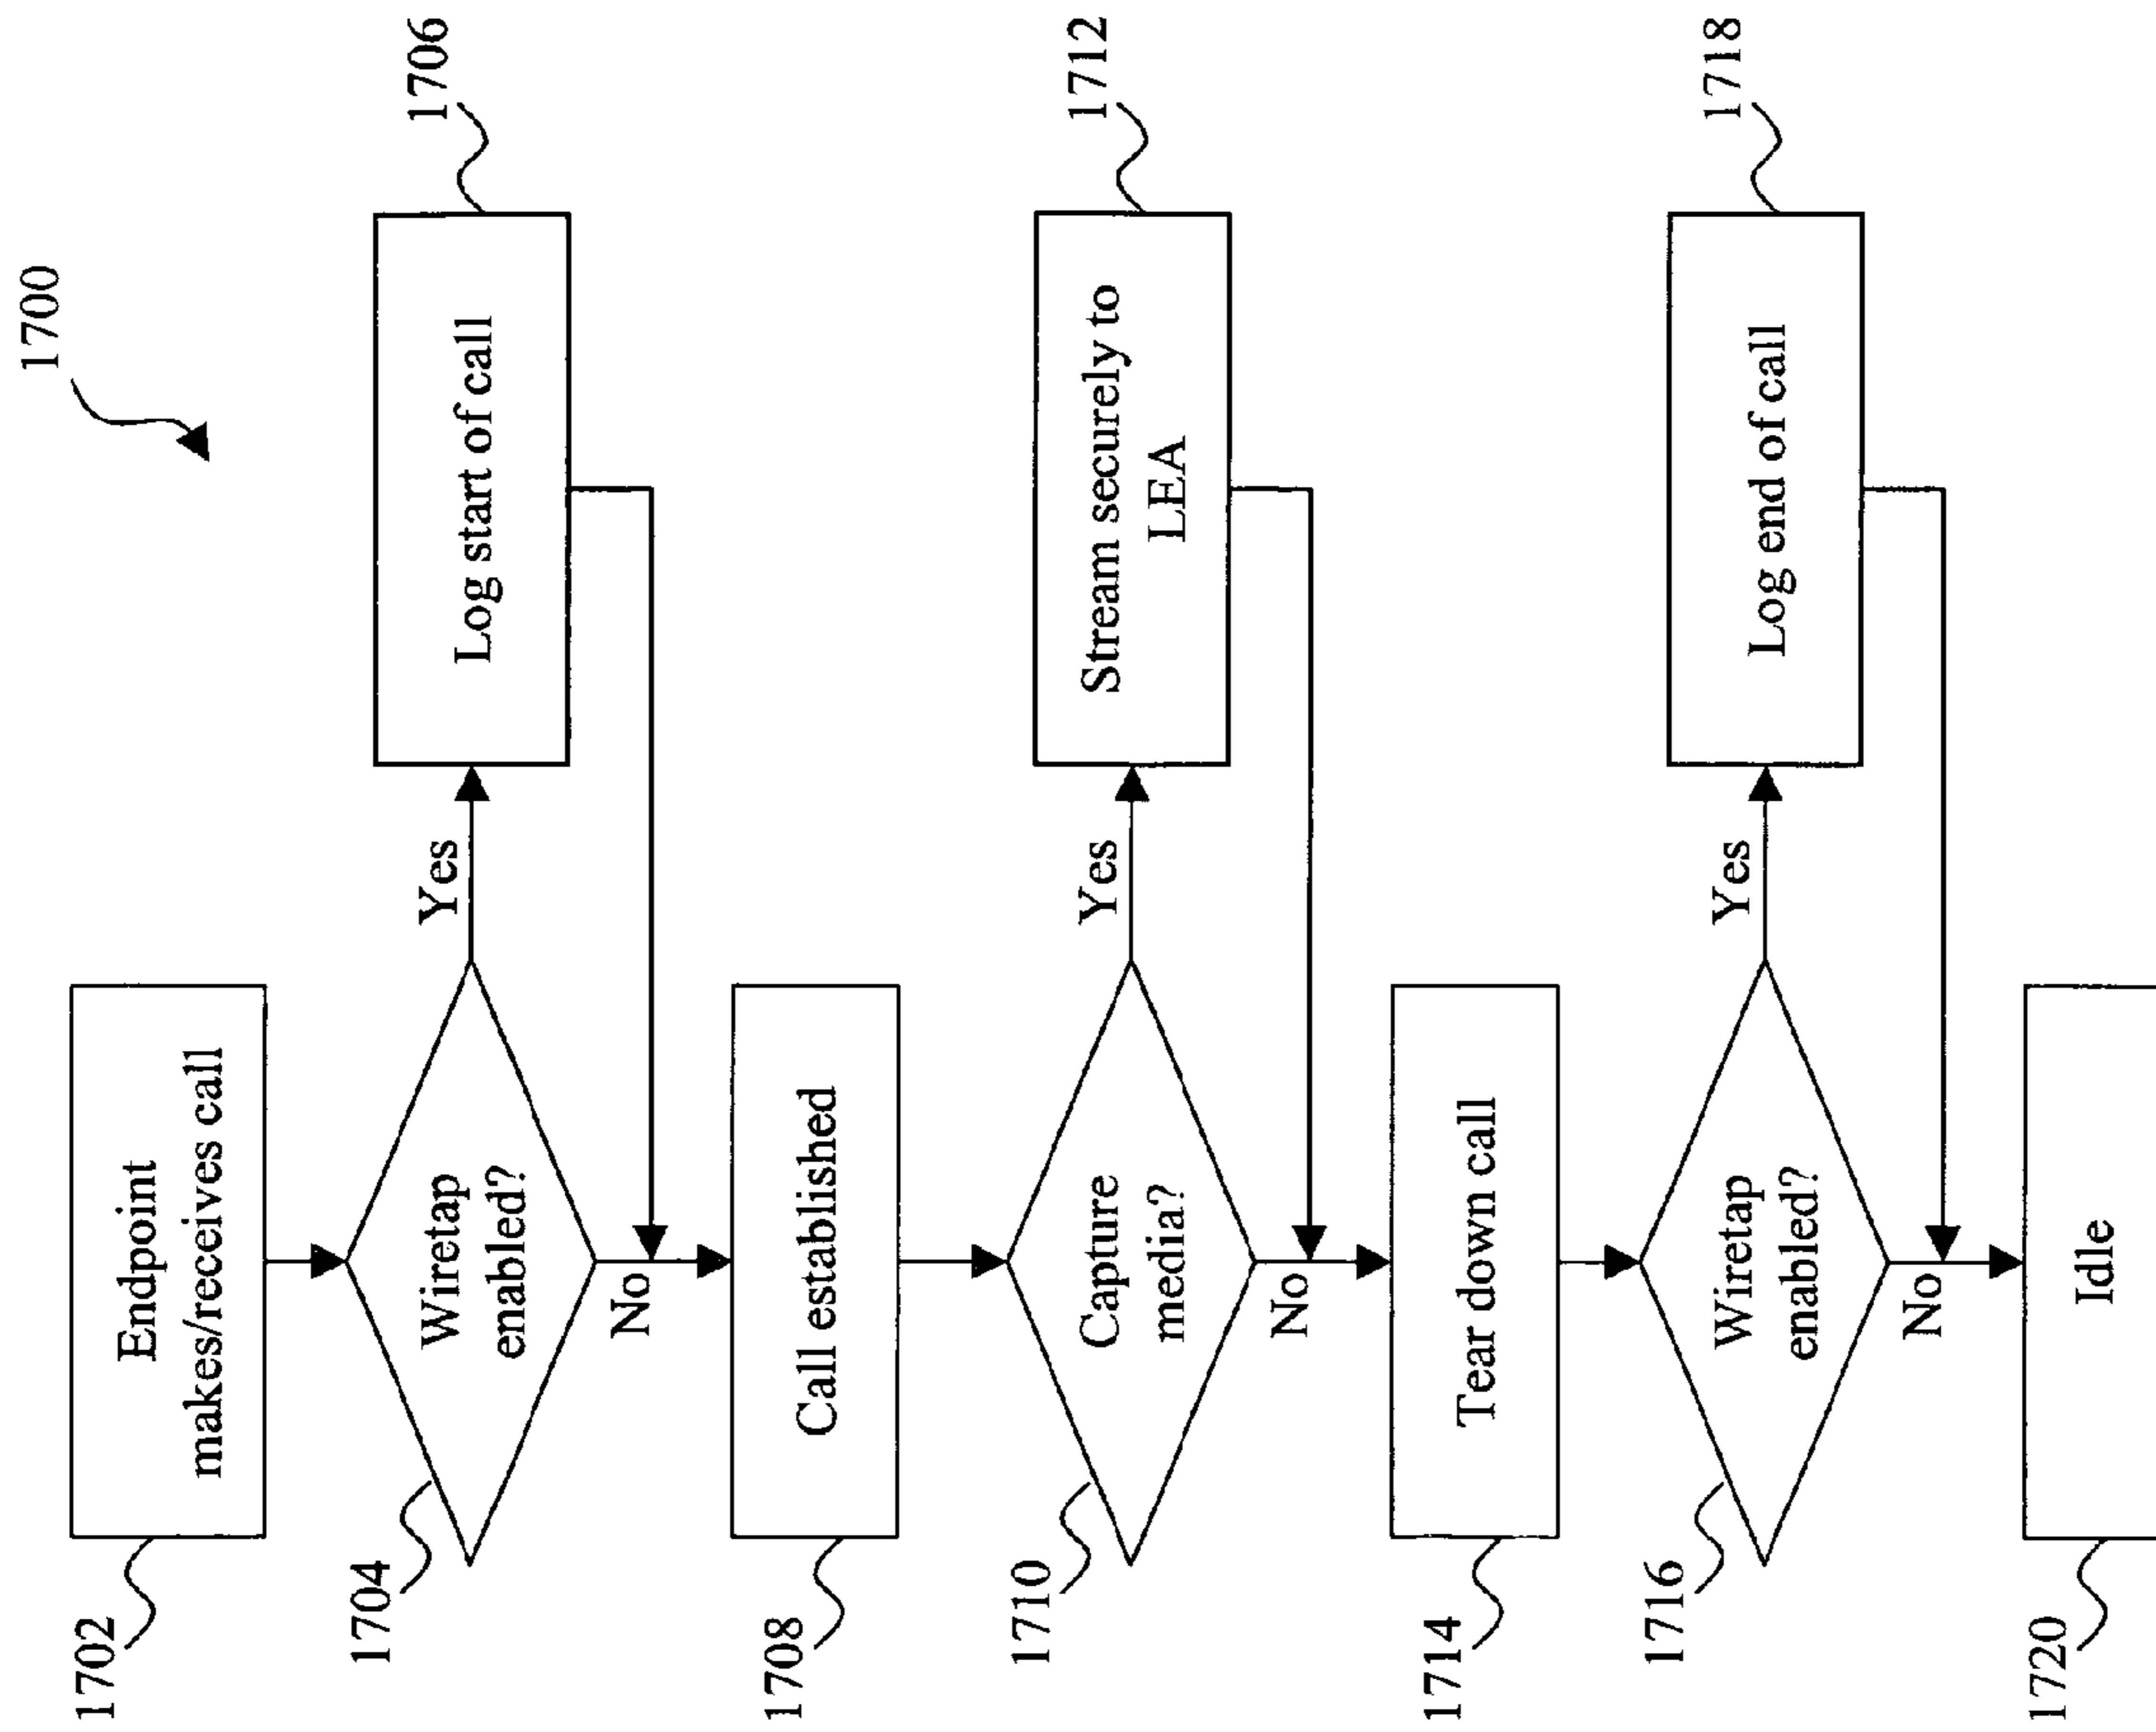 1700
1702
Endpoint
makes/receives call
1704
Wiretap
enabled?
Yes
No
1706
Log start of call
1708
Call established
1710
Capture
media?
Yes
No
1712
Stream securely to
LEA
1714
Tear down call
1716
Wiretap
enabled?
Yes
No
1718
Log end of call
1720
Idle